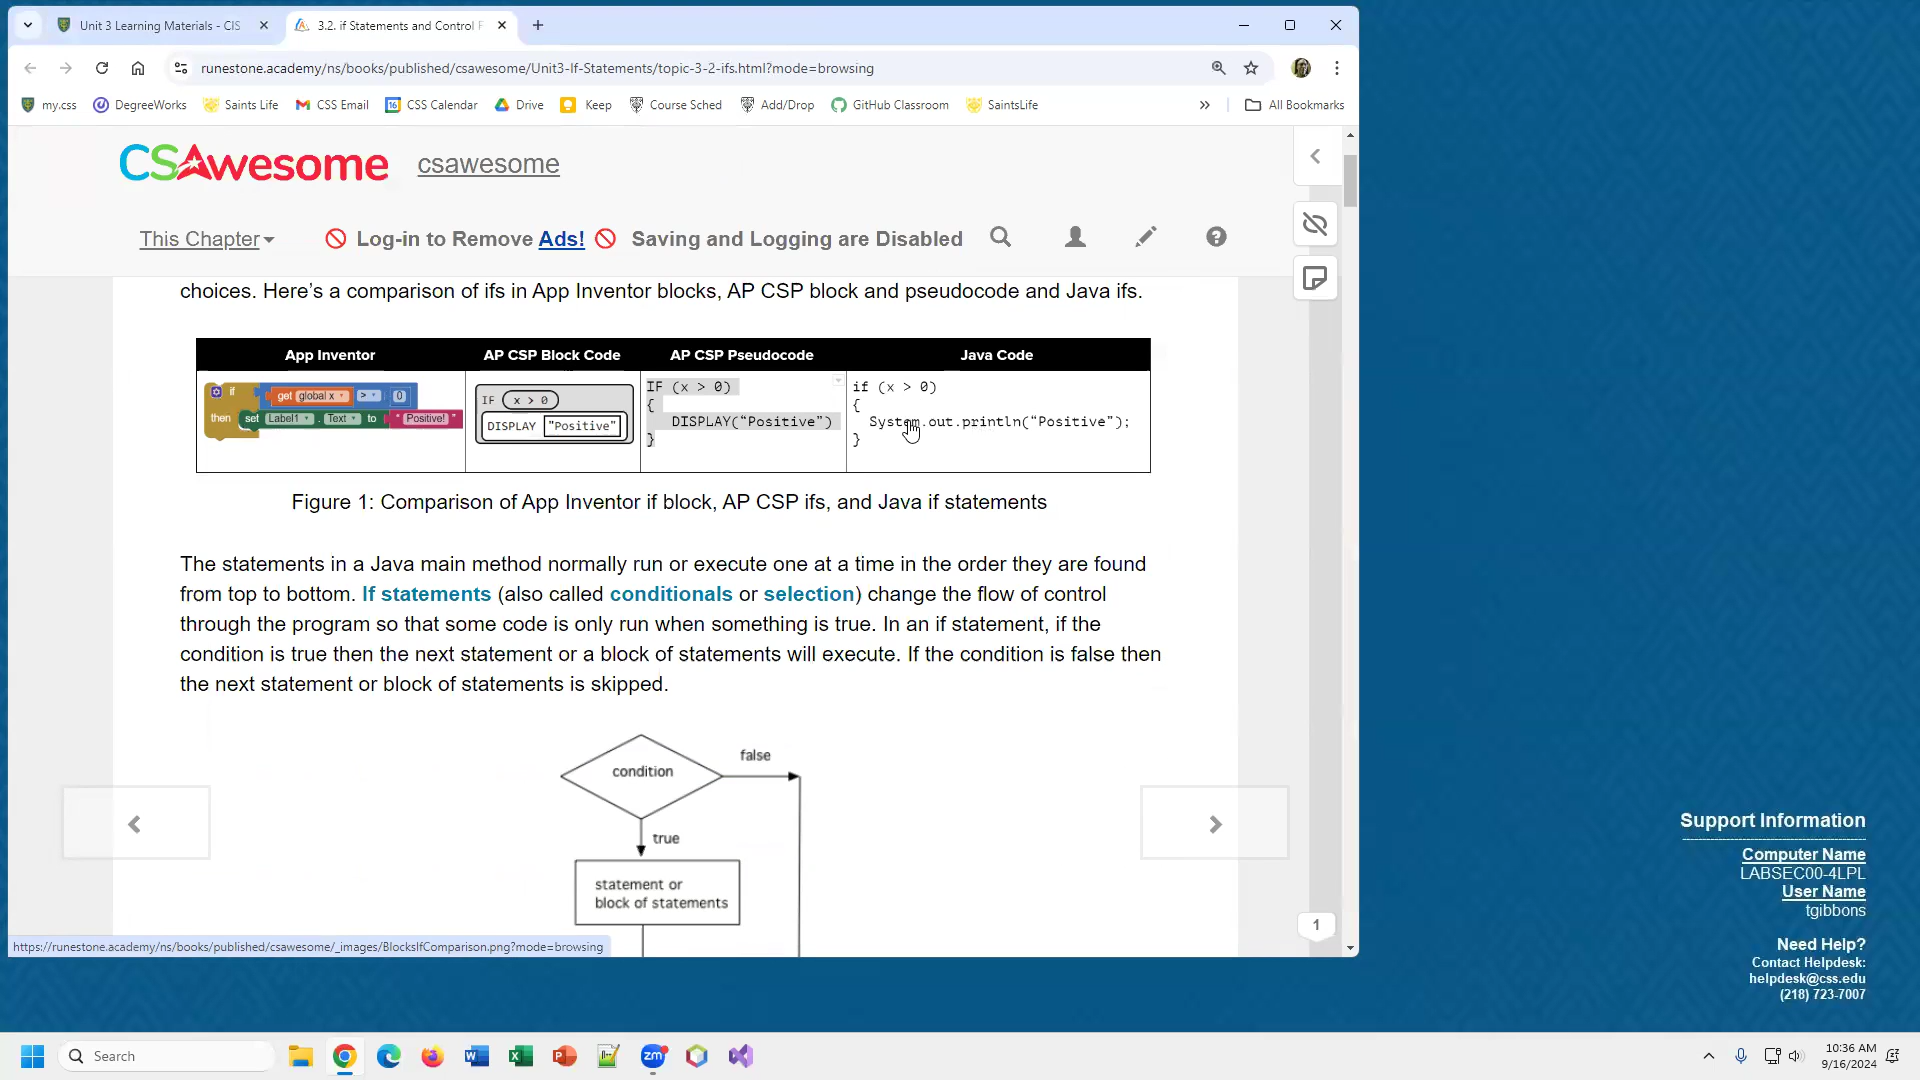 Unit 3 Learning Materials - CIS
3.2. if Statements and Control F
runestone.academy/ns/books/published/csawesome/Unit3-If-Statements/topic-3-2-ifs.html?mode=browsing
my.css
DegreeWorks
Saints Life
CSS Email
CSS Calendar
Drive
Keep
Course Sched
Add/Drop
GitHub Classroom
SaintsLife
»
All Bookmarks
CSAwesome
csawesome
This Chapter
Log-in to Remove Ads!
Saving and Logging are Disabled
choices. Here’s a comparison of ifs in App Inventor blocks, AP CSP block and pseudocode and Java ifs.
App Inventor
AP CSP Block Code
AP CSP Pseudocode
Java Code
if get global x > 0
then set Label1 . Text to " Positive! "
IF x > 0
DISPLAY "Positive"
IF (x > 0)
{
DISPLAY(“Positive”)
}
if (x > 0)
{
System.out.println(“Positive”);
}
Figure 1: Comparison of App Inventor if block, AP CSP ifs, and Java if statements
The statements in a Java main method normally run or execute one at a time in the order they are found
from top to bottom. If statements (also called conditionals or selection) change the flow of control
through the program so that some code is only run when something is true. In an if statement, if the
condition is true then the next statement or a block of statements will execute. If the condition is false then
the next statement or block of statements is skipped.
condition
false
true
statement or
block of statements
1
https://runestone.academy/ns/books/published/csawesome/_images/BlocksIfComparison.png?mode=browsing
Support Information
Computer Name
LABSEC00-4LPL
User Name
tgibbons
Need Help?
Contact Helpdesk:
helpdesk@css.edu
(218) 723-7007
Search
zm
10:36 AM
9/16/2024